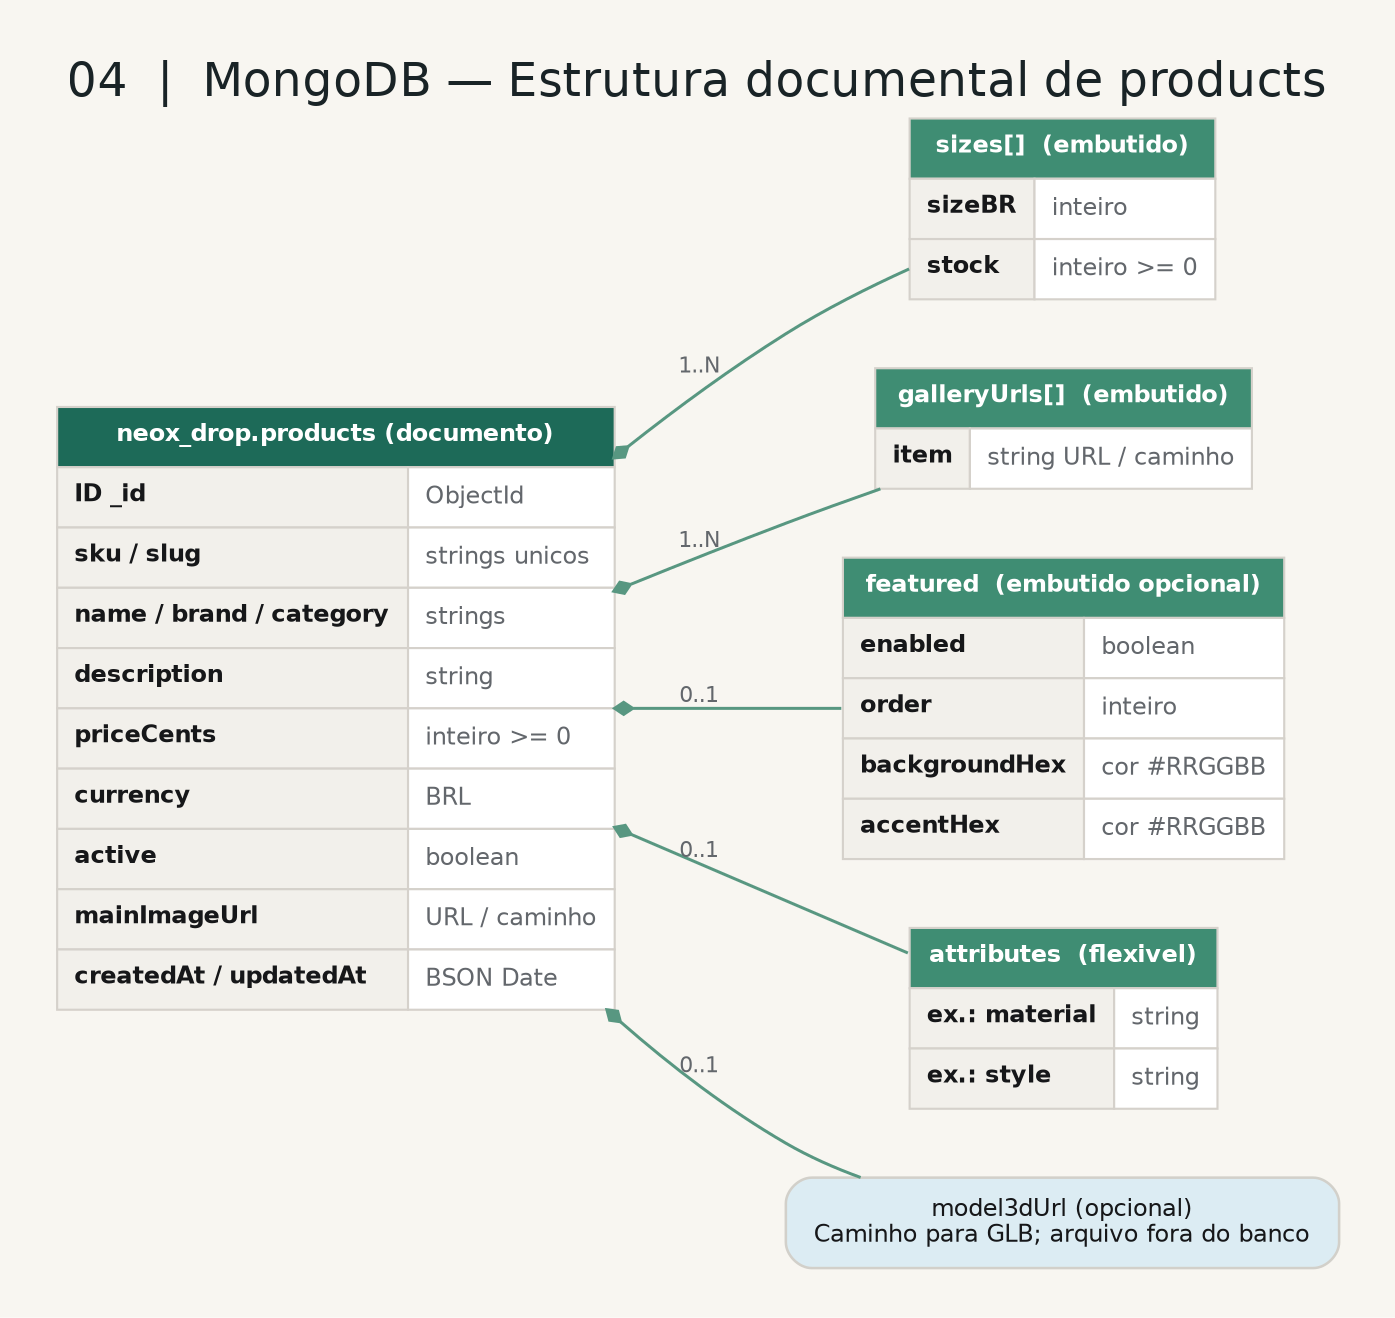 04 | MongoDB — Estrutura documental de products
sizes[] (embutido)
sizeBR inteiro
stock inteiro >= 0
1..N
galleryUrls[] (embutido)
item string URL / caminho
1..N
neox_drop.products (documento)
ID _id ObjectId
sku / slug strings unicos
name / brand / category strings
description string
priceCents inteiro >= 0
currency BRL
active boolean
mainImageUrl URL / caminho
createdAt / updatedAt BSON Date
featured (embutido opcional)
enabled boolean
order inteiro
backgroundHex cor #RRGGBB
accentHex cor #RRGGBB
0..1
0..1
attributes (flexivel)
ex.: material string
ex.: style string
0..1
model3dUrl (opcional)
Caminho para GLB; arquivo fora do banco